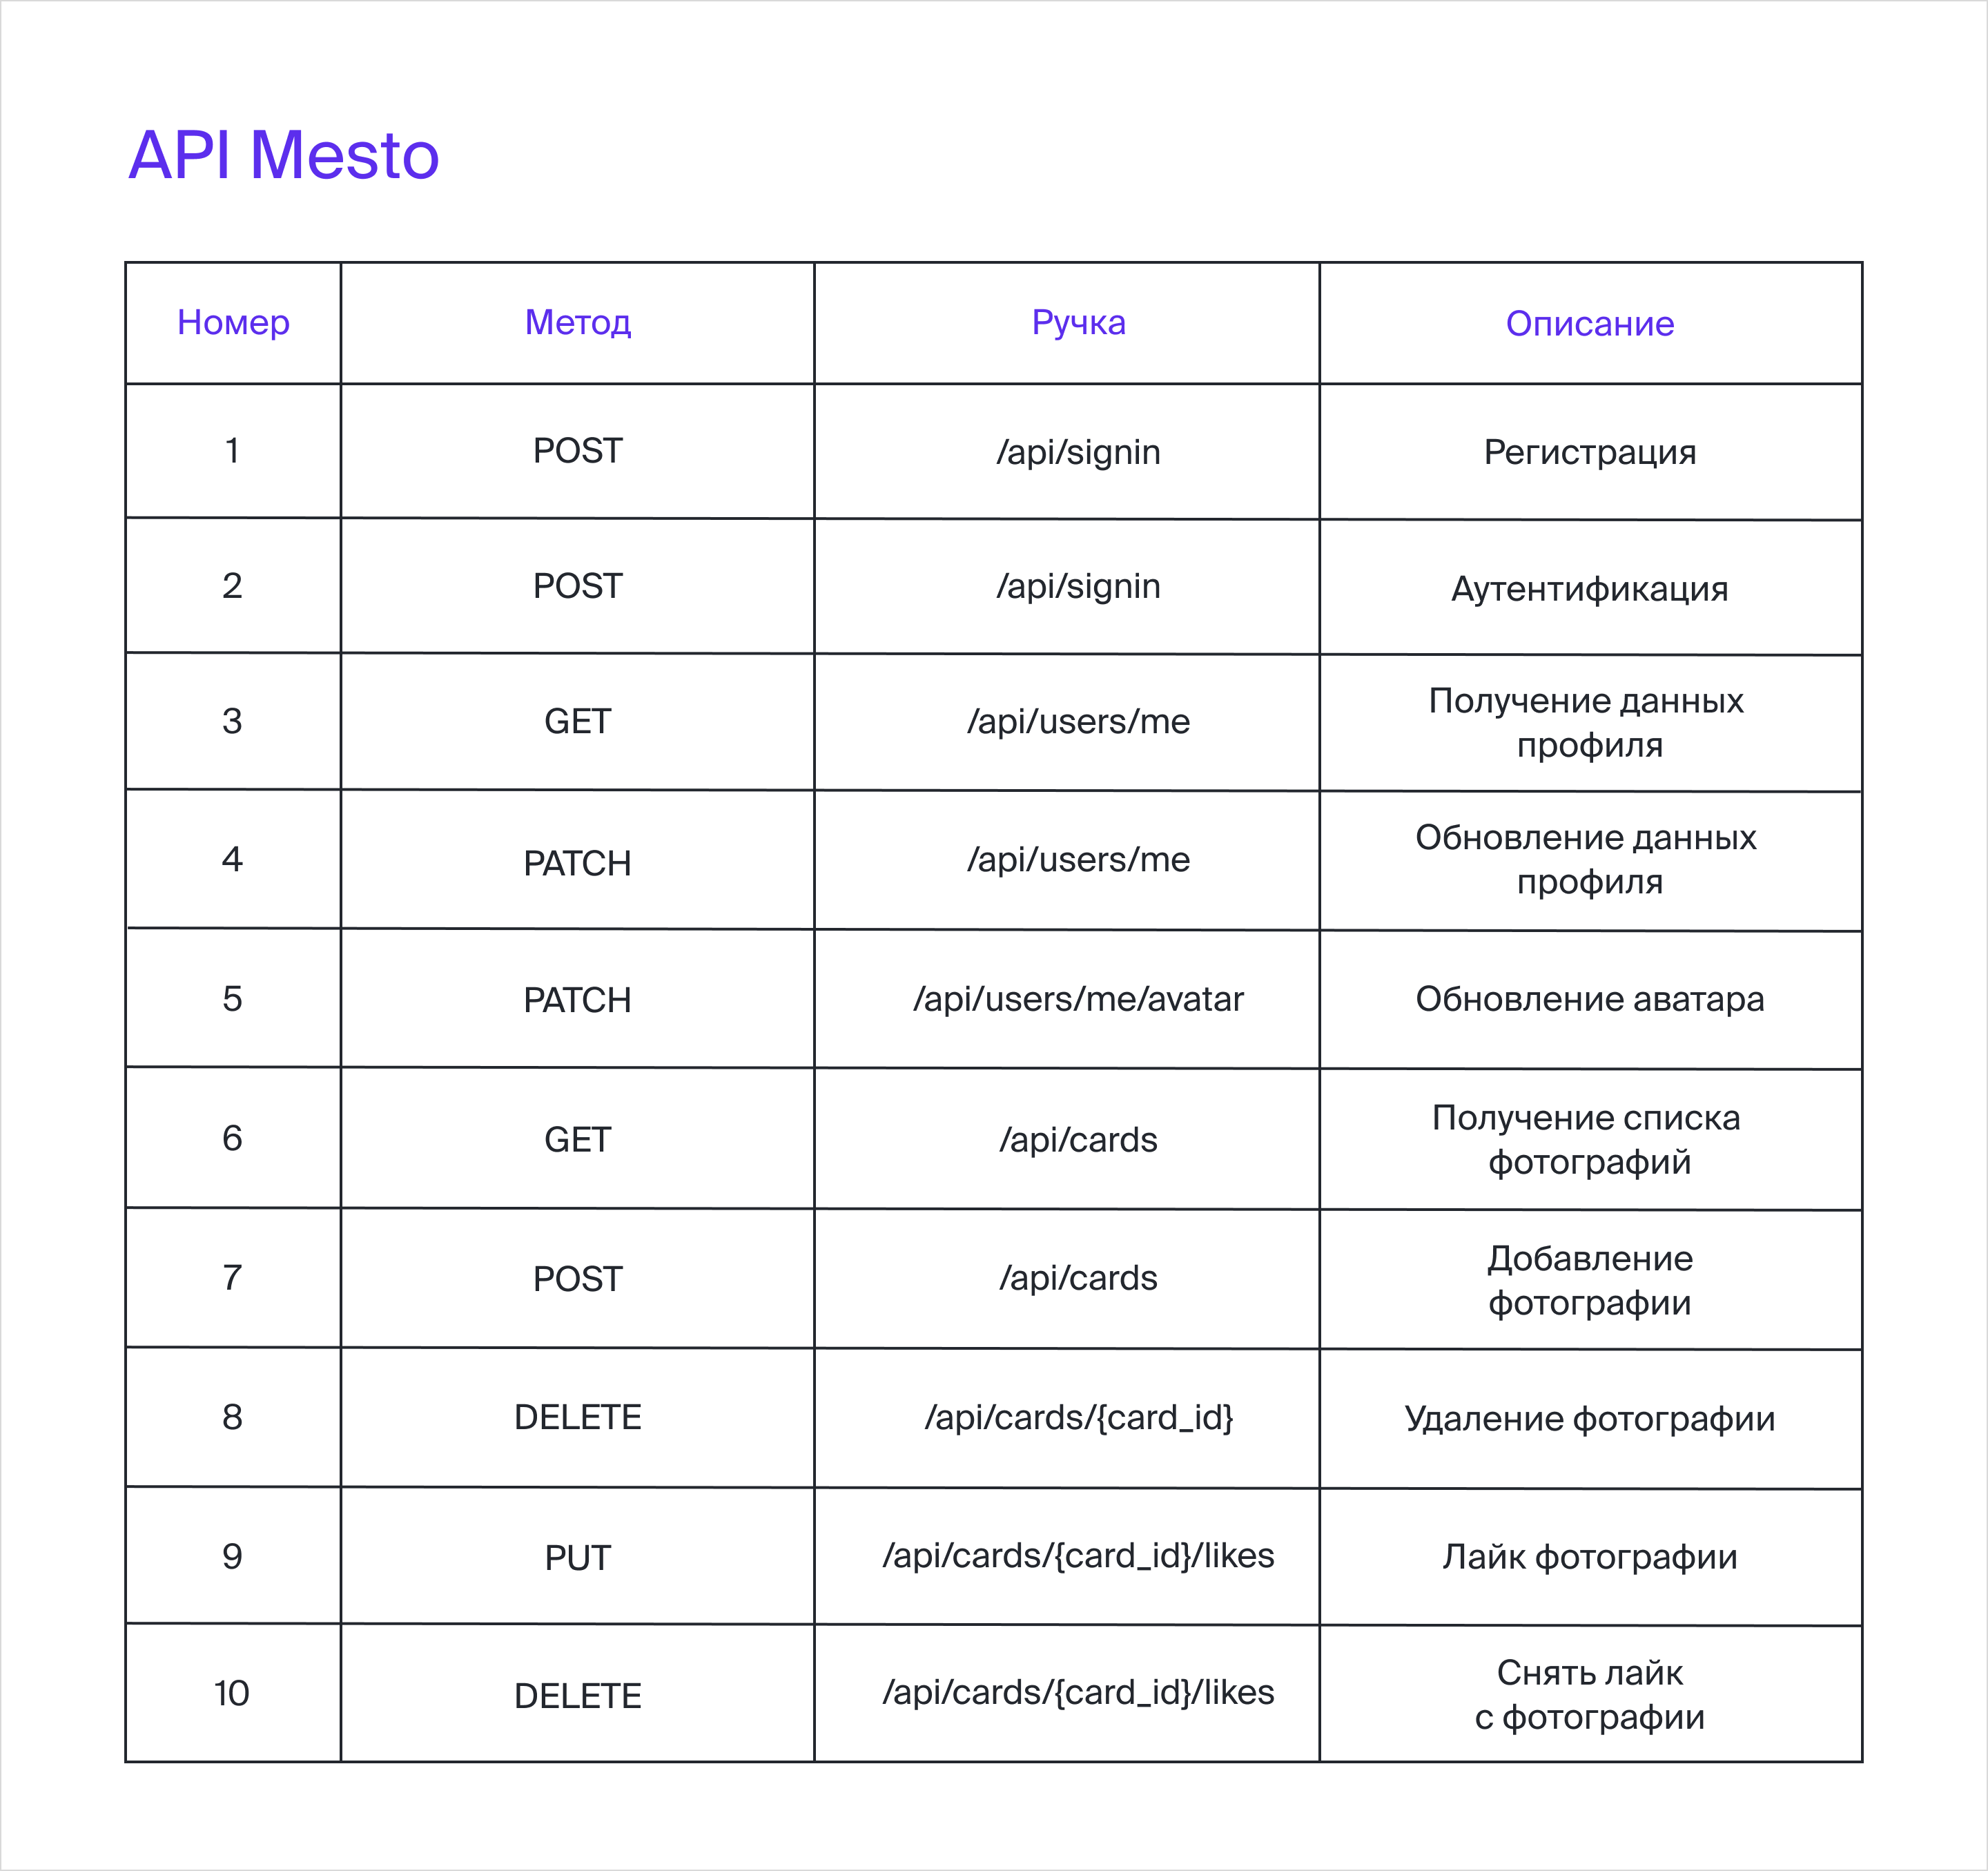 API Mesto
Номер Метод Ручка Описание
1 POST /api/signin Регистрация
2 POST /api/signin Аутентификация
3 GET /api/users/me Получение данных
профиля
4 PATCH /api/users/me Обновление данных
профиля
5 PATCH /api/users/me/avatar Обновление аватара
6 GET /api/cards Получение списка
фотографий
7 POST /api/cards Добавление
фотографии
8 DELETE /api/cards/{card_id} Удаление фотографии
9 PUT /api/cards/{card_id}/likes Лайк фотографии
10 DELETE /api/cards/{card_id}/likes Снять лайк
с фотографии